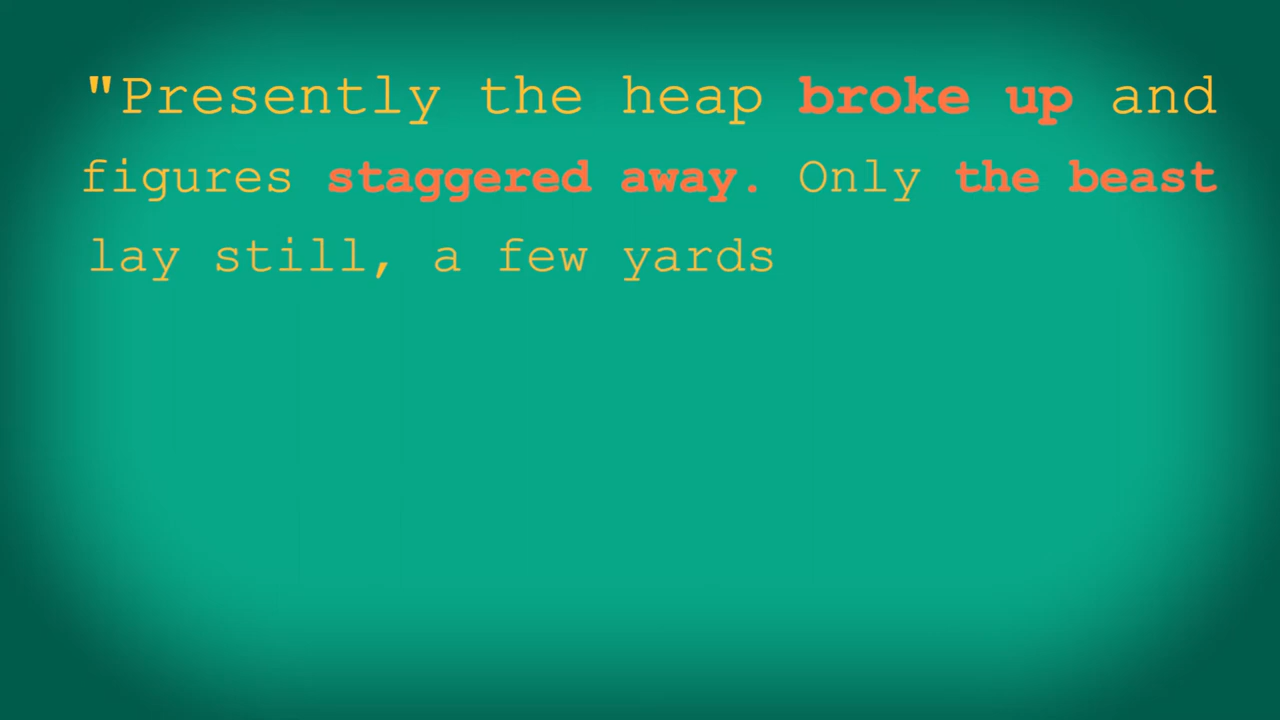 "Presently the heap broke up and
figures staggered away. Only the beast
lay still, a few yards